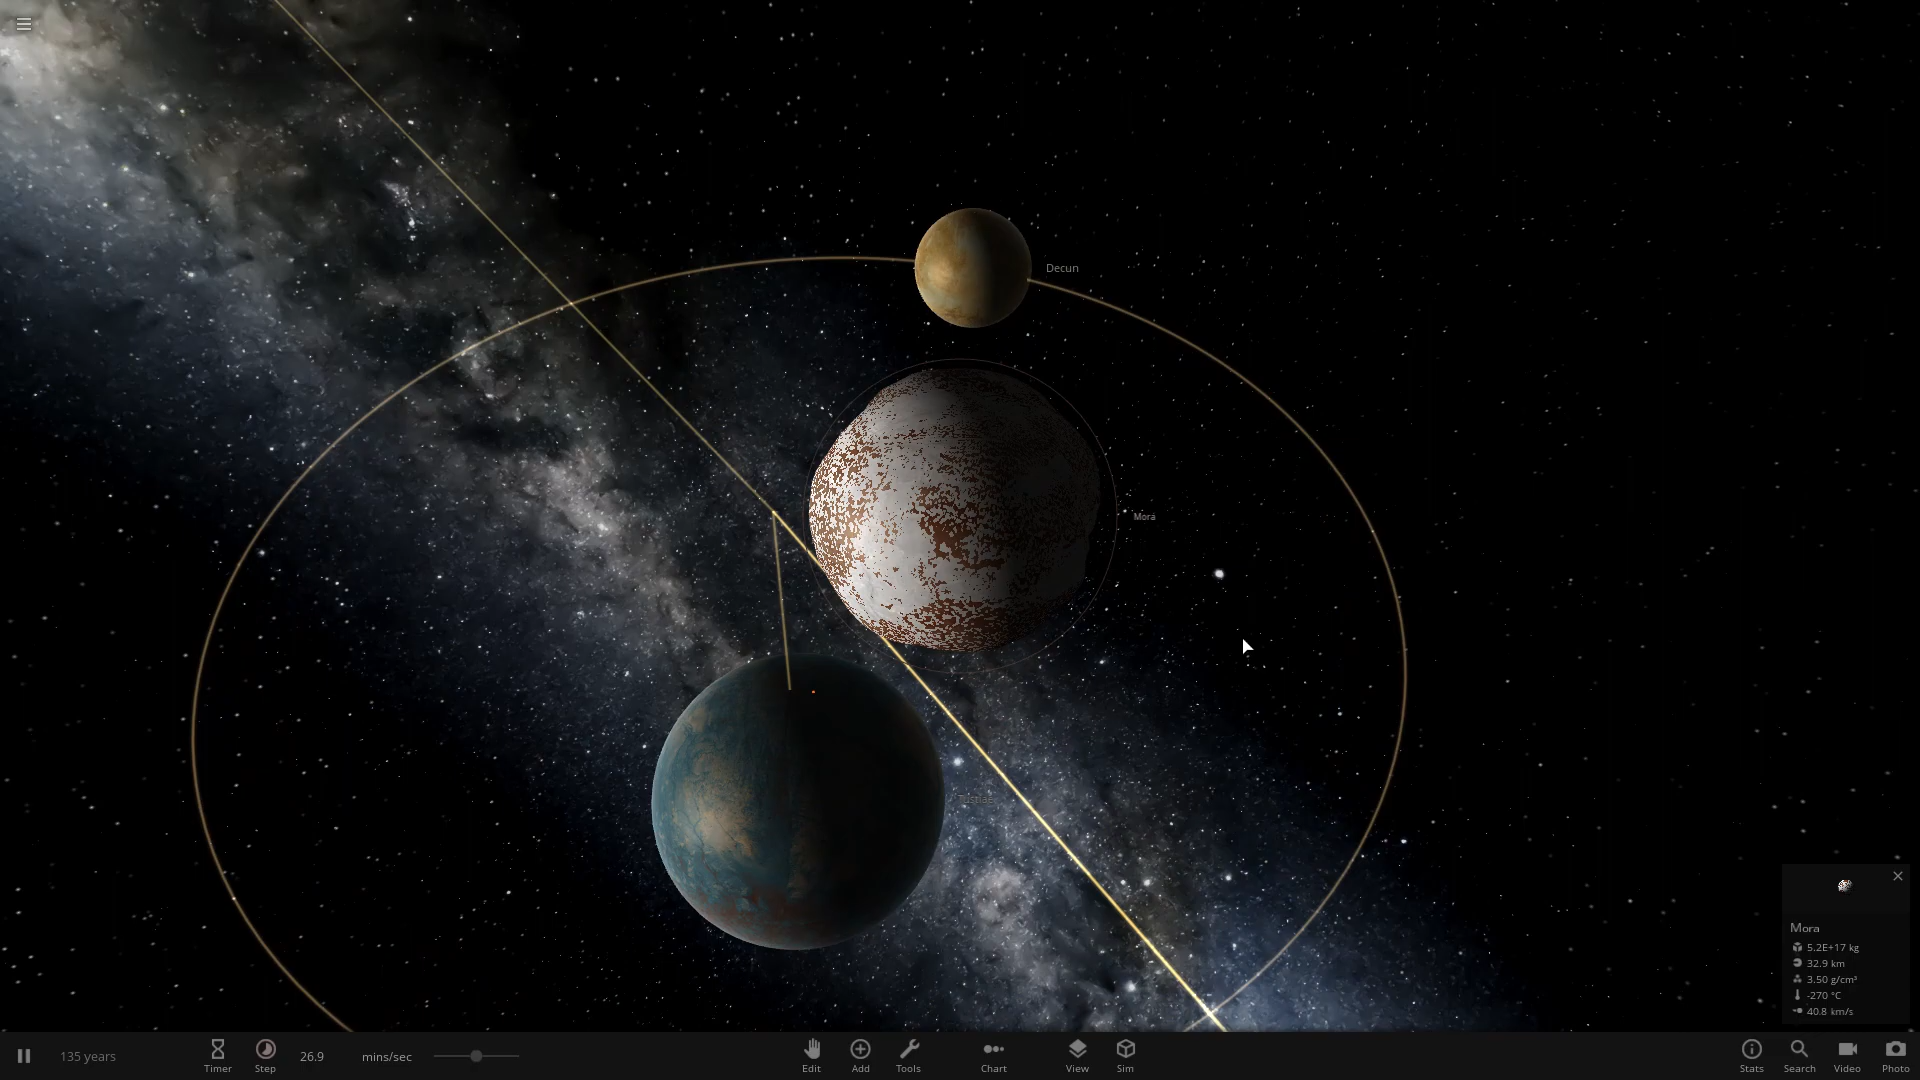 Decun
Mora
Tristiae
Mora
5.2E+17 kg
32.9 km
3.50 g/cm³
-270 °C
40.8 km/s
135 years
Timer
Step
26.9
mins/sec
Edit
Add
Tools
Chart
View
Sim
Stats
Search
Video
Photo